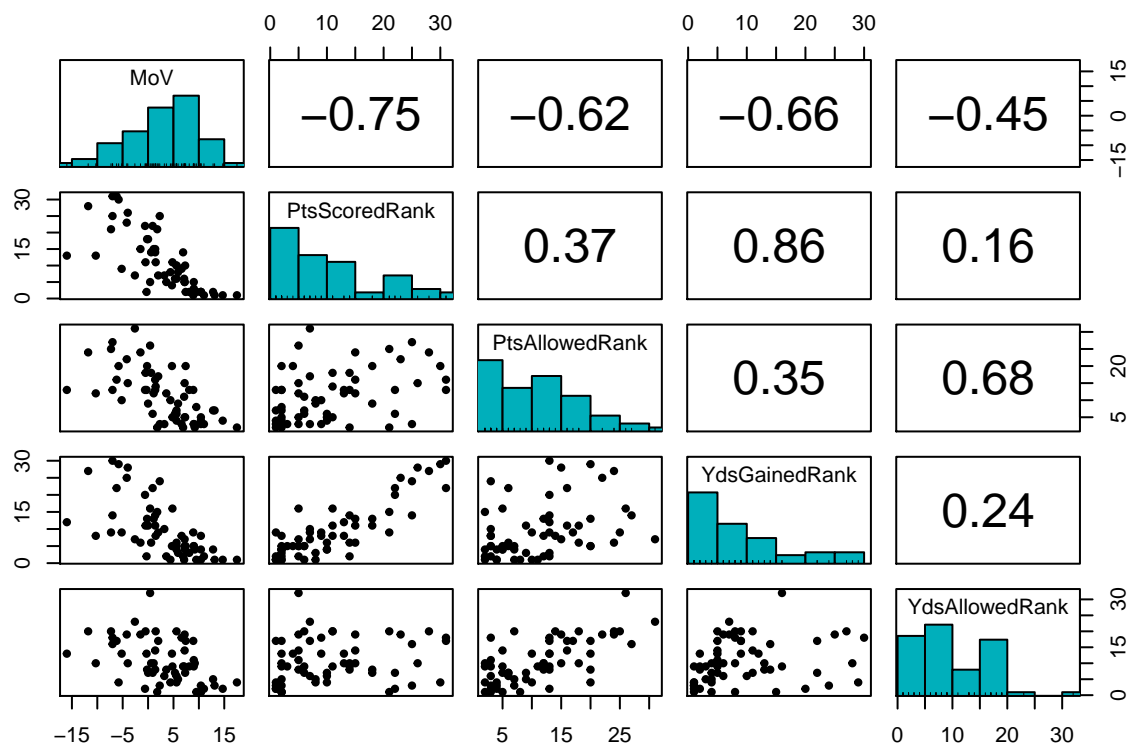 0 10 20 30 0 10 20 30
MoV −0.75 −0.62 −0.66 −0.45 −15 0 5 15
0 15 30 PtsScoredRank 0.37 0.86 0.16
PtsAllowedRank 0.35 0.68 5 20
0 15 30 YdsGainedRank 0.24
YdsAllowedRank 0 15 30
−15 −5 5 15 5 15 25 0 10 20 30